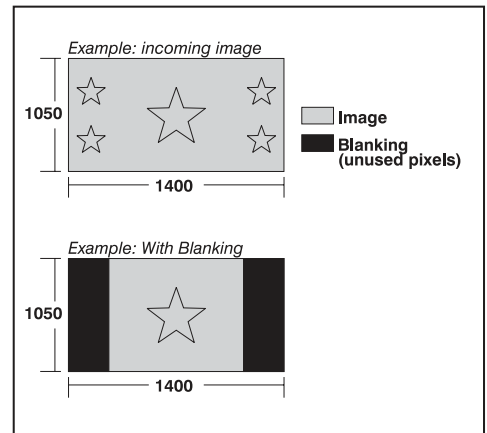 Example: incoming image
1050
Image
Blanking
(unused pixels)
1400
Example: With Blanking
1050
1400